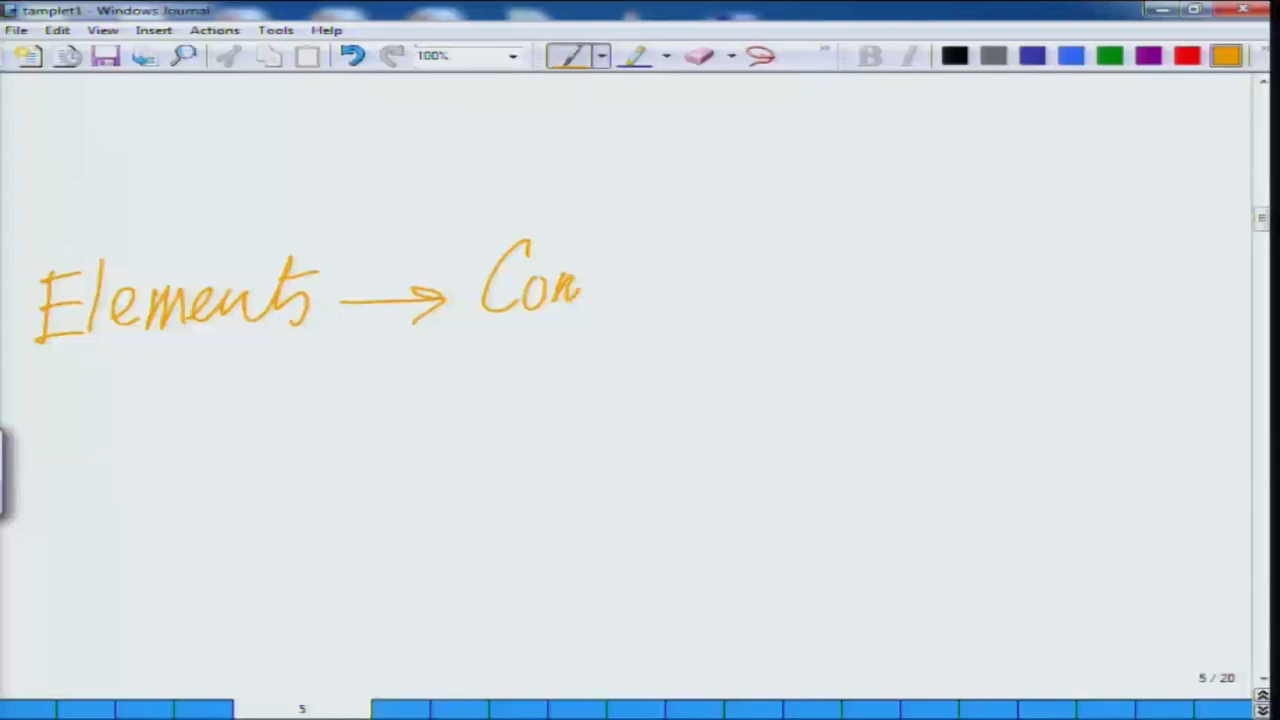 tamplet1 - Windows Journal
File Edit View Insert Actions Tools Help
100%
B I
Elements → Con
5 / 20
5